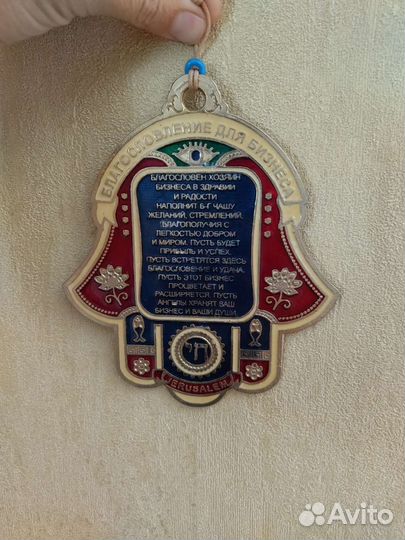 БЛАГОСЛОВЛЕНИЕ ДЛЯ БИЗНЕСА
БЛАГОСЛОВЕН ХОЗЯИН
БИЗНЕСА В ЗДРАВИИ
И РАДОСТИ
НАПОЛНИТ Б-Г ЧАШУ
ЖЕЛАНИЙ, СТРЕМЛЕНИЙ,
БЛАГОПОЛУЧИЯ С
ЛЕГКОСТЬЮ ДОБРОМ
И МИРОМ. ПУСТЬ БУДЕТ
ПРИБЫЛЬ И УСПЕХ.
ПУСТЬ ВСТРЕТЯТСЯ ЗДЕСЬ
БЛАГОСЛОВЕНИЕ И УДАЧА.
ПУСТЬ ЭТОТ БИЗНЕС
ПРОЦВЕТАЕТ И
РАСШИРЯЕТСЯ. ПУСТЬ
АНГЕЛЫ ХРАНЯТ ВАШ
БИЗНЕС И ВАШИ ДУШИ.
חי
JERUSALEM
Avito